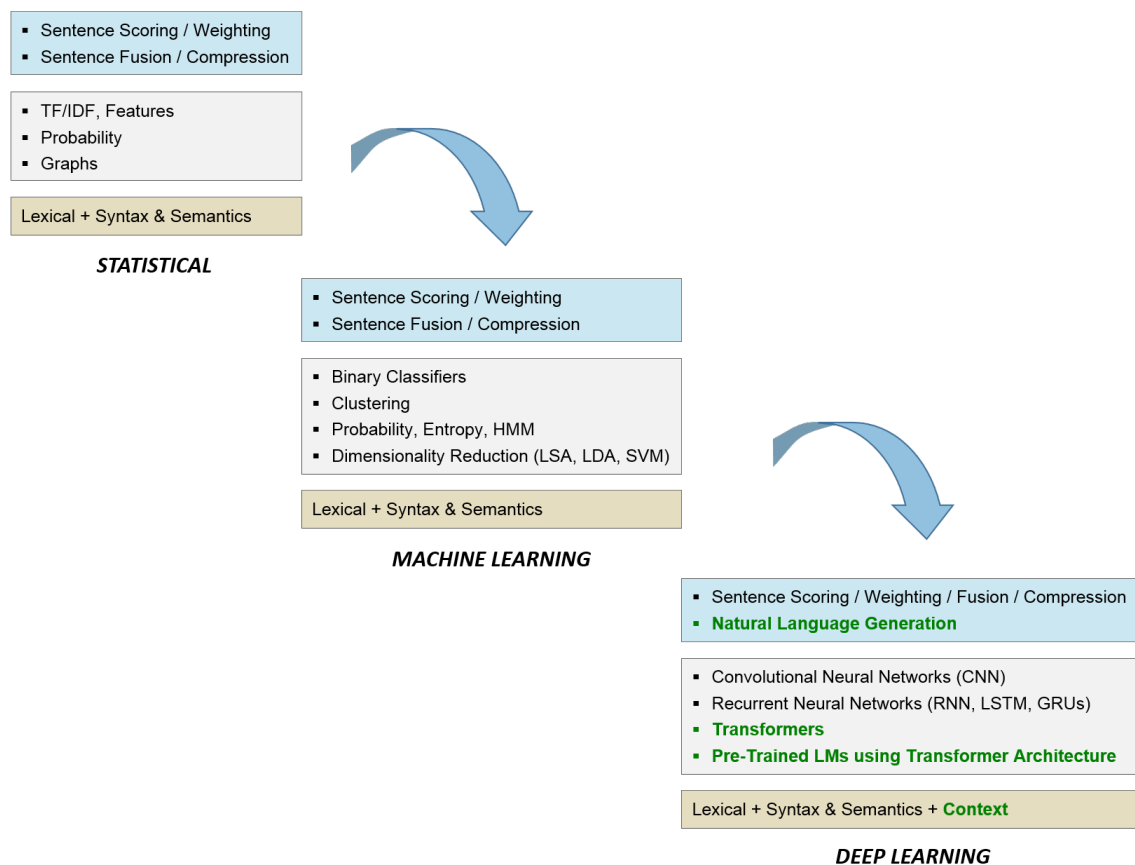 ▪ Sentence Scoring / Weighting
▪ Sentence Fusion / Compression
▪ TF/IDF, Features
▪ Probability
▪ Graphs
Lexical + Syntax & Semantics
STATISTICAL
▪ Sentence Scoring / Weighting
▪ Sentence Fusion / Compression
▪ Binary Classifiers
▪ Clustering
▪ Probability, Entropy, HMM
▪ Dimensionality Reduction (LSA, LDA, SVM)
Lexical + Syntax & Semantics
MACHINE LEARNING
▪ Sentence Scoring / Weighting / Fusion / Compression
▪ Natural Language Generation
▪ Convolutional Neural Networks (CNN)
▪ Recurrent Neural Networks (RNN, LSTM, GRUs)
▪ Transformers
▪ Pre-Trained LMs using Transformer Architecture
Lexical + Syntax & Semantics + Context
DEEP LEARNING